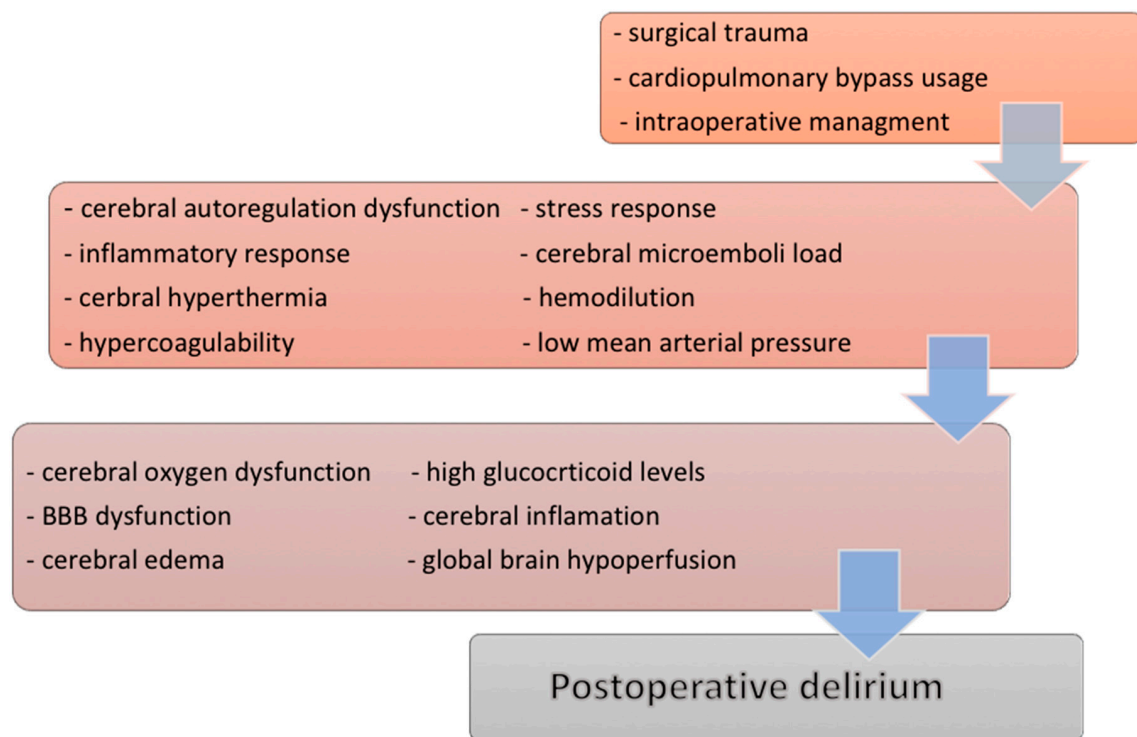 - surgical trauma
- cardiopulmonary bypass usage
- intraoperative managment
- cerebral autoregulation dysfunction - stress response
- inflammatory response - cerebral microemboli load
- cerbral hyperthermia - hemodilution
- hypercoagulability - low mean arterial pressure
- cerebral oxygen dysfunction - high glucocrticoid levels
- BBB dysfunction - cerebral inflamation
- cerebral edema - global brain hypoperfusion
Postoperative delirium